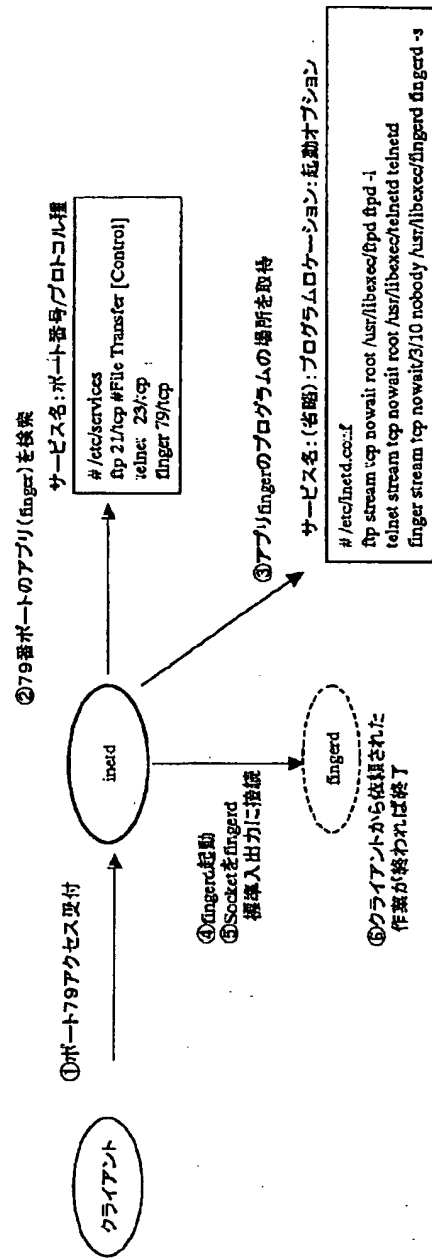 クライアント
①ポート79アクセス受付
inetd
②79番ポートのアプリ(finger)を検索
サービス名:ポート番号/プロトコル種
# /etc/services
ftp 21/tcp #File Transfer [Control]
telnet 23/tcp
finger 79/tcp
③アプリfingerのプログラムの場所を取得
サービス名:(省略):プログラムロケーション:起動オプション
# /etc/inetd.conf
ftp stream tcp nowait root /usr/libexec/ftpd ftpd -l
telnet stream tcp nowait root /usr/libexec/telnetd telnetd
finger stream tcp nowait/3/10 nobody /usr/libexec/fingerd fingerd -s
④fingerd起動
⑤Socketをfingerd
標準入出力に接続
fingerd
⑥クライアントから依頼された
作業が終われば終了